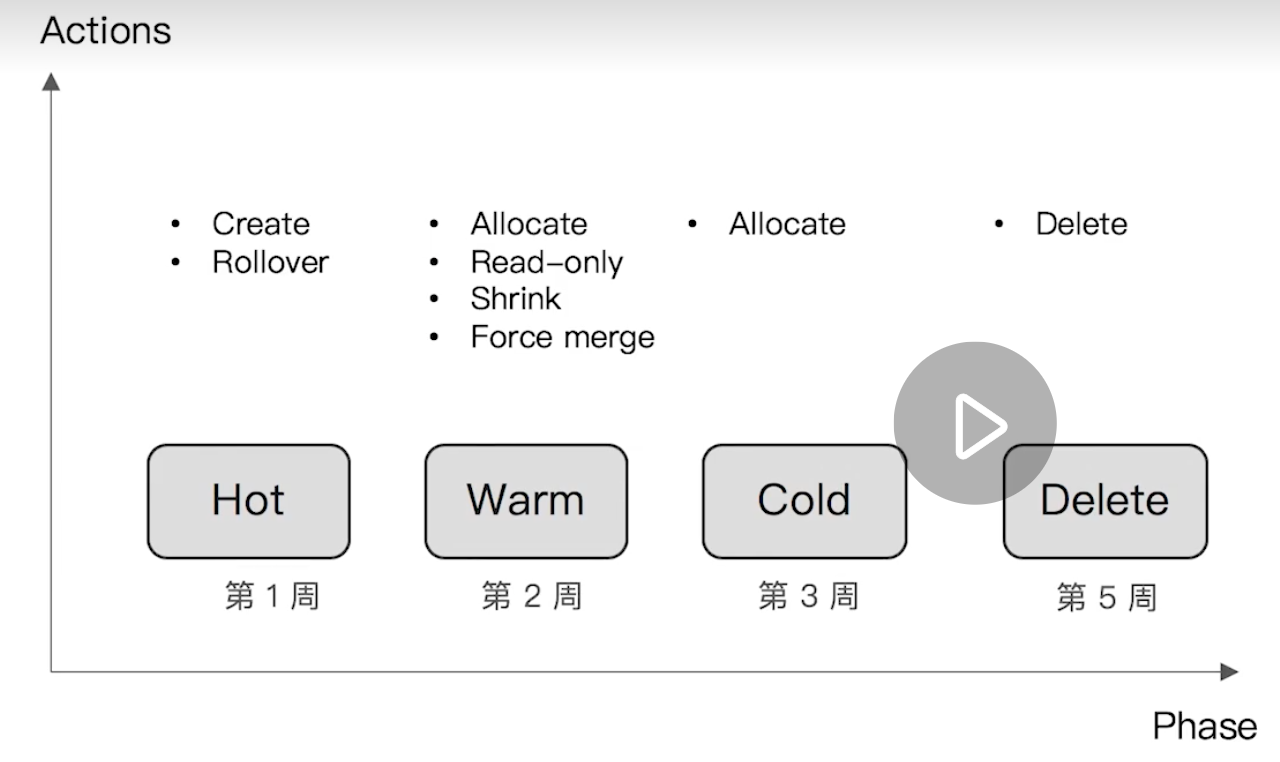 Actions
• Create
• Rollover
• Allocate
• Read-only
• Shrink
• Force merge
• Allocate
• Delete
Hot
Warm
Cold
Delete
第 1 周
第 2 周
第 3 周
第 5 周
Phase